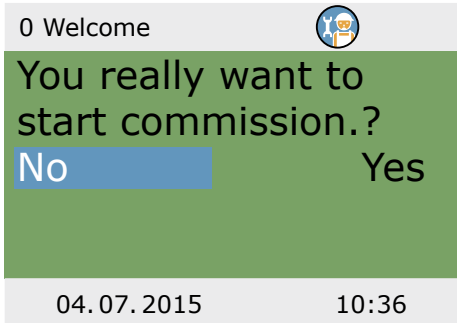 0 Welcome
You really want to
start commission.?
No Yes
04.07.2015 10:36